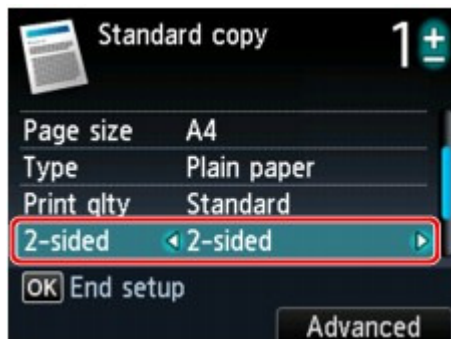 Standard copy 1
Page size A4
Type Plain paper
Print qlty Standard
2-sided 2-sided
OK End setup
Advanced